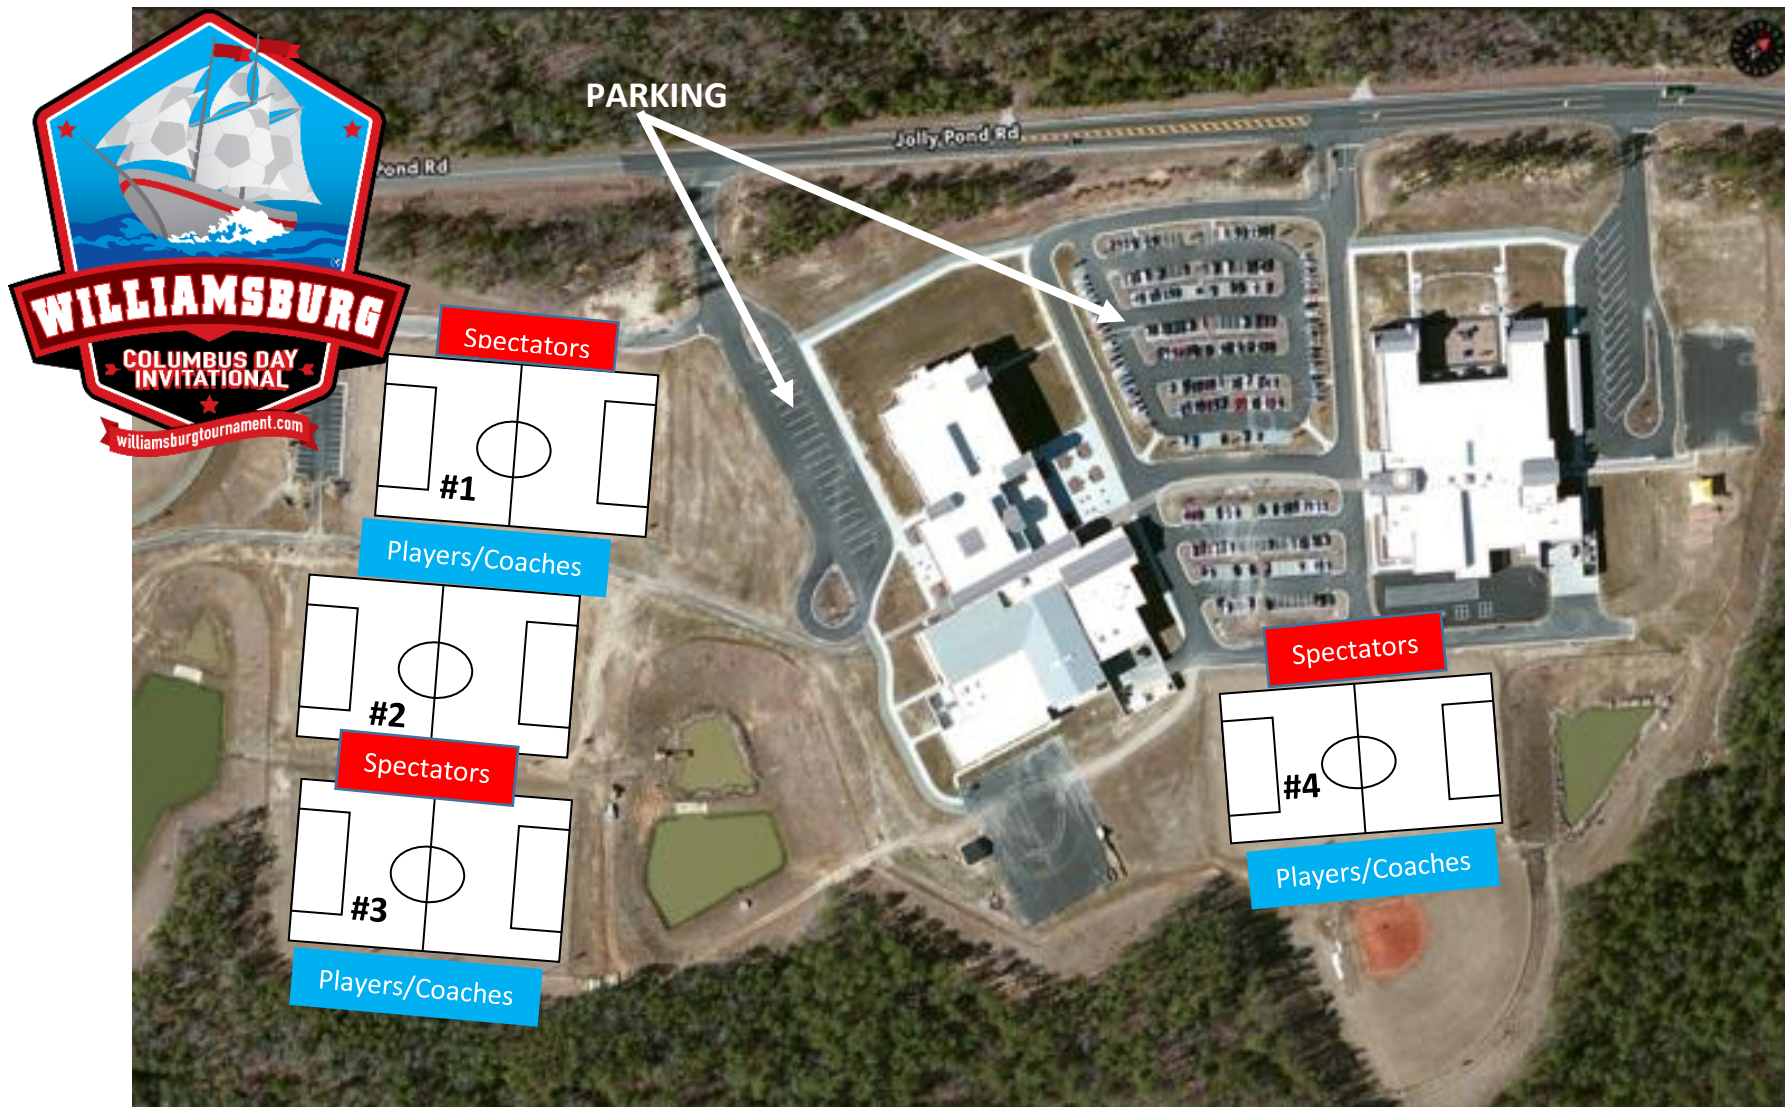 PARKING
Jolly Pond Rd
Pond Rd
WILLIAMSBURG
COLUMBUS DAY
INVITATIONAL
williamsburgtournament.com
Spectators
#1
Players/Coaches
#2
Spectators
#3
Players/Coaches
Spectators
#4
Players/Coaches